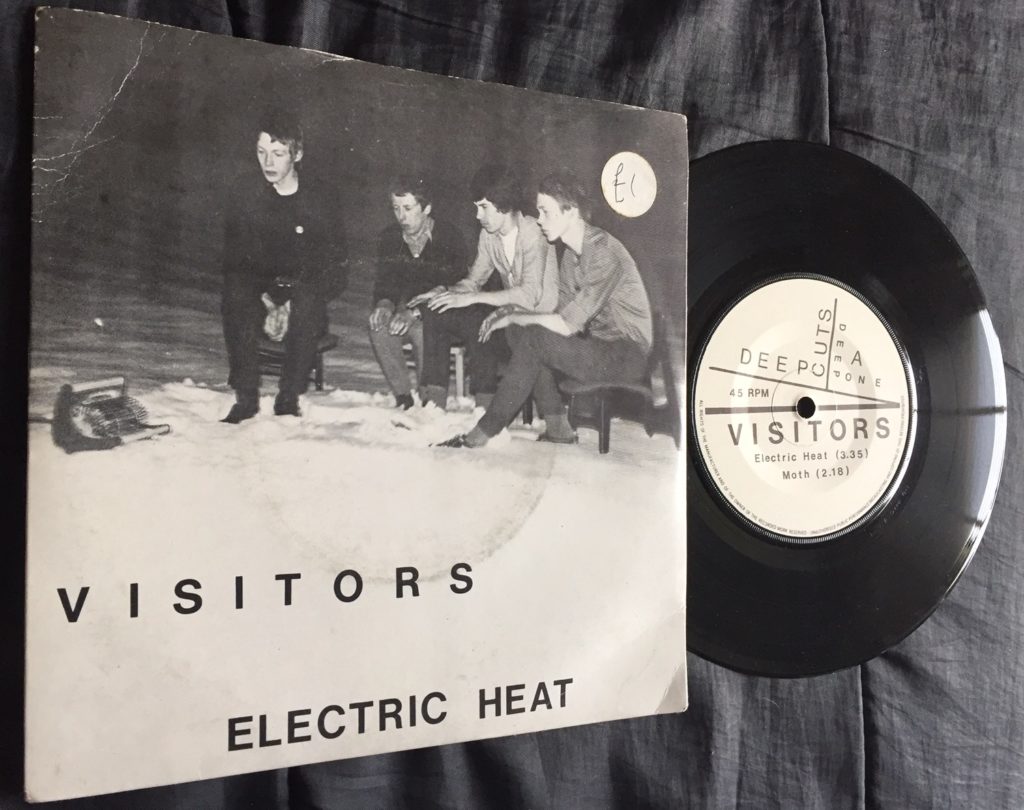 £1
VISITORS
ELECTRIC HEAT
DEEP CUTS
DEEP ONE
A
45 RPM
VISITORS
Electric Heat (3.35)
Moth (2.18)